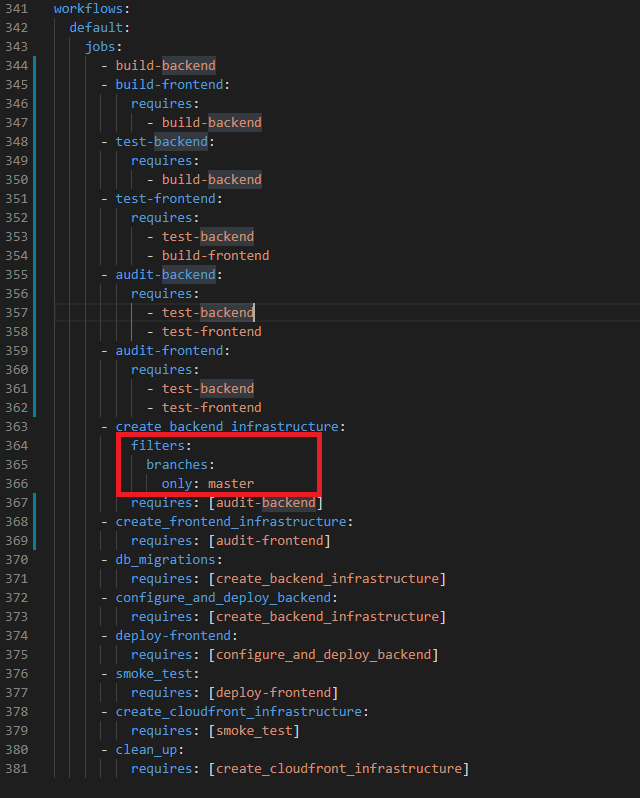 341 workflows:
342 default:
343 jobs:
344 - build-backend
345 - build-frontend:
346 requires:
347 - build-backend
348 - test-backend:
349 requires:
350 - build-backend
351 - test-frontend:
352 requires:
353 - test-backend
354 - build-frontend
355 - audit-backend:
356 requires:
357 - test-backend
358 - test-frontend
359 - audit-frontend:
360 requires:
361 - test-backend
362 - test-frontend
363 - create_backend_infrastructure:
364 filters:
365 branches:
366 only: master
367 requires: [audit-backend]
368 - create_frontend_infrastructure:
369 requires: [audit-frontend]
370 - db_migrations:
371 requires: [create_backend_infrastructure]
372 - configure_and_deploy_backend:
373 requires: [create_backend_infrastructure]
374 - deploy-frontend:
375 requires: [configure_and_deploy_backend]
376 - smoke_test:
377 requires: [deploy-frontend]
378 - create_cloudfront_infrastructure:
379 requires: [smoke_test]
380 - clean_up:
381 requires: [create_cloudfront_infrastructure]